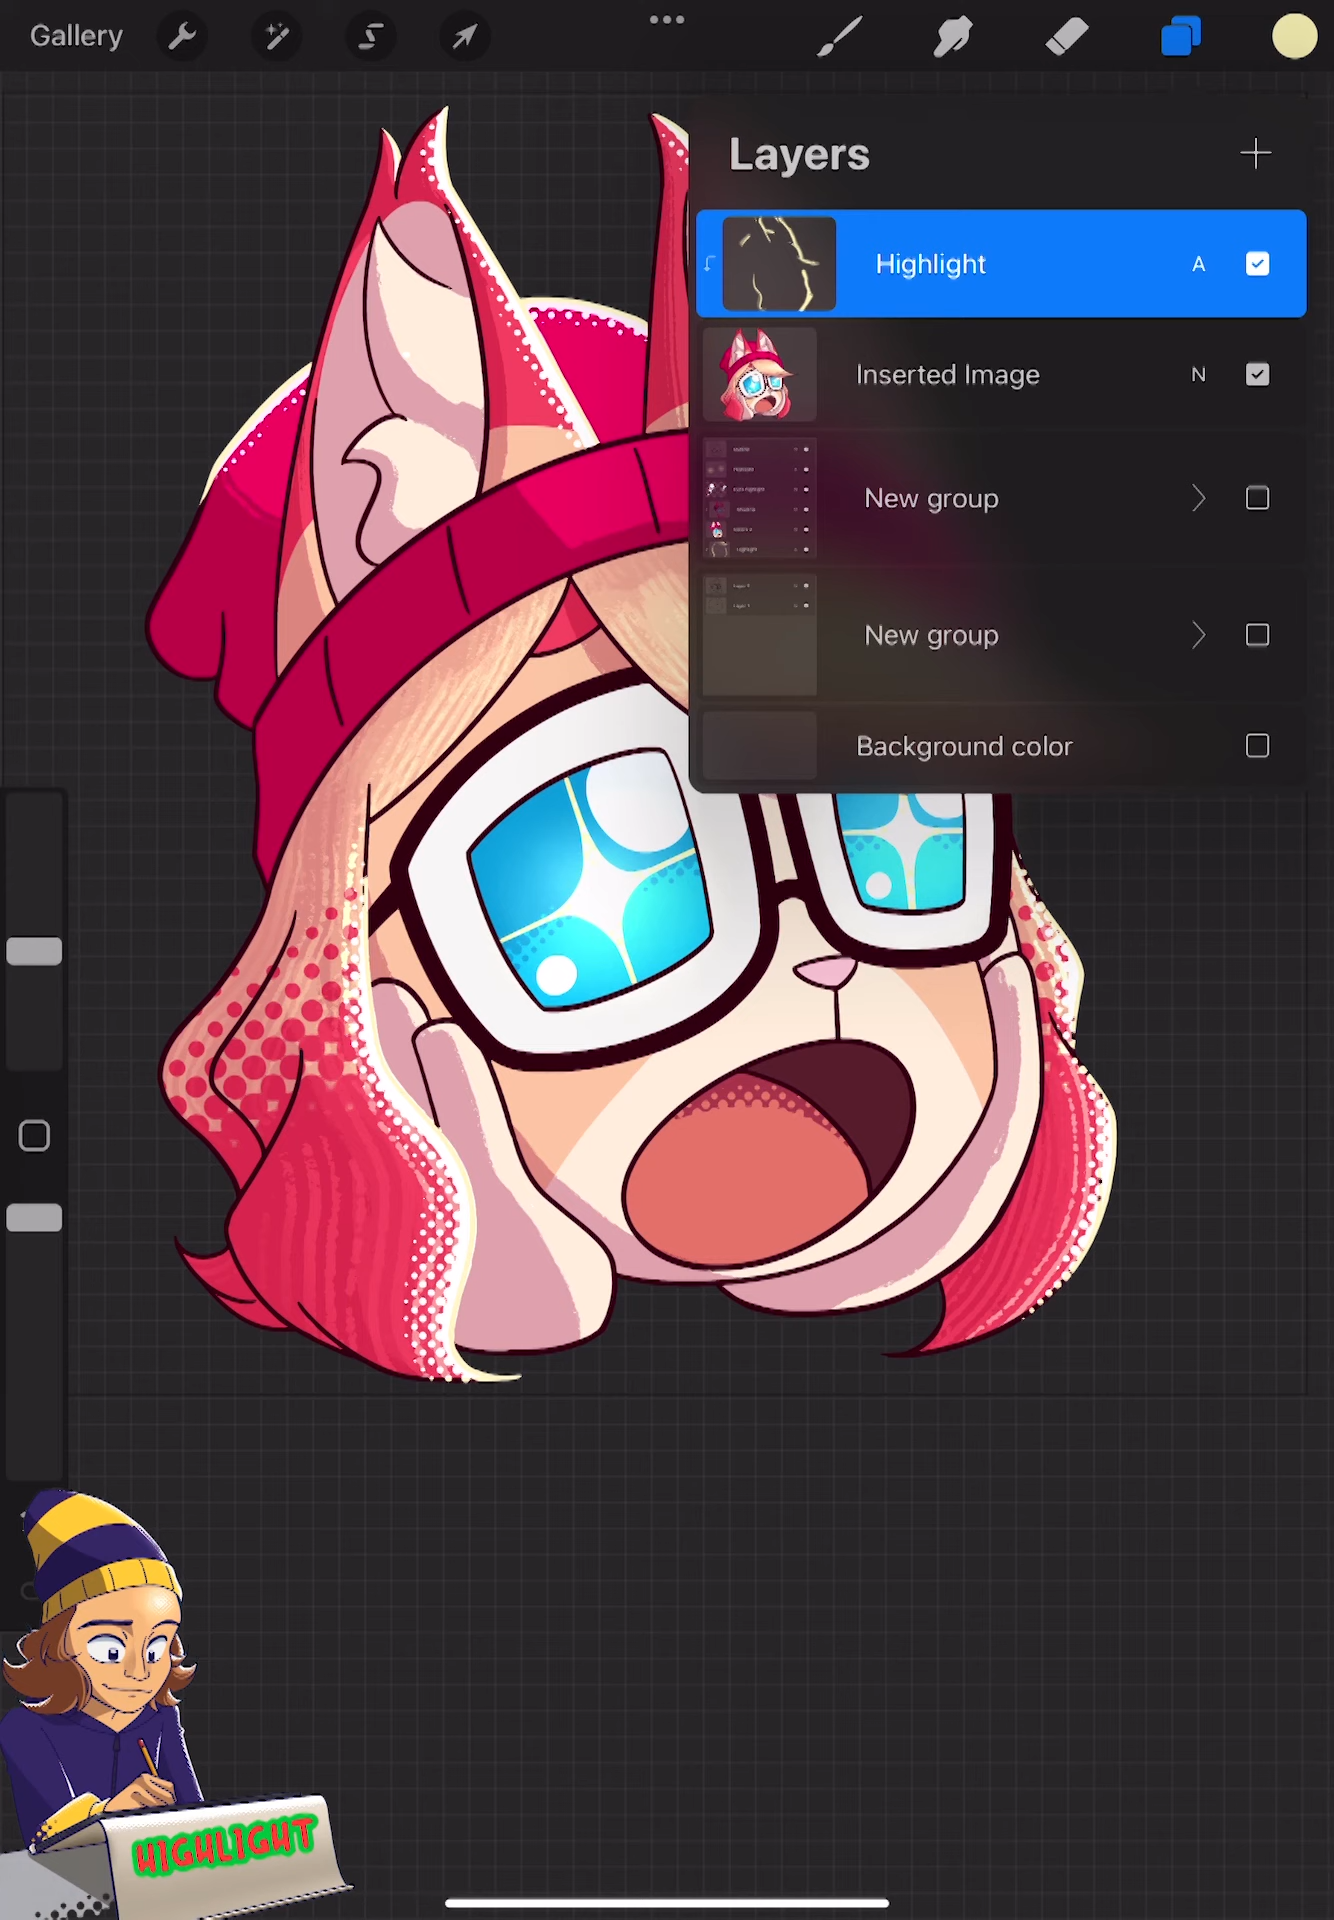 Gallery
Layers
Highlight A
Inserted Image N
New group
New group
Background color
HIGHLIGHT